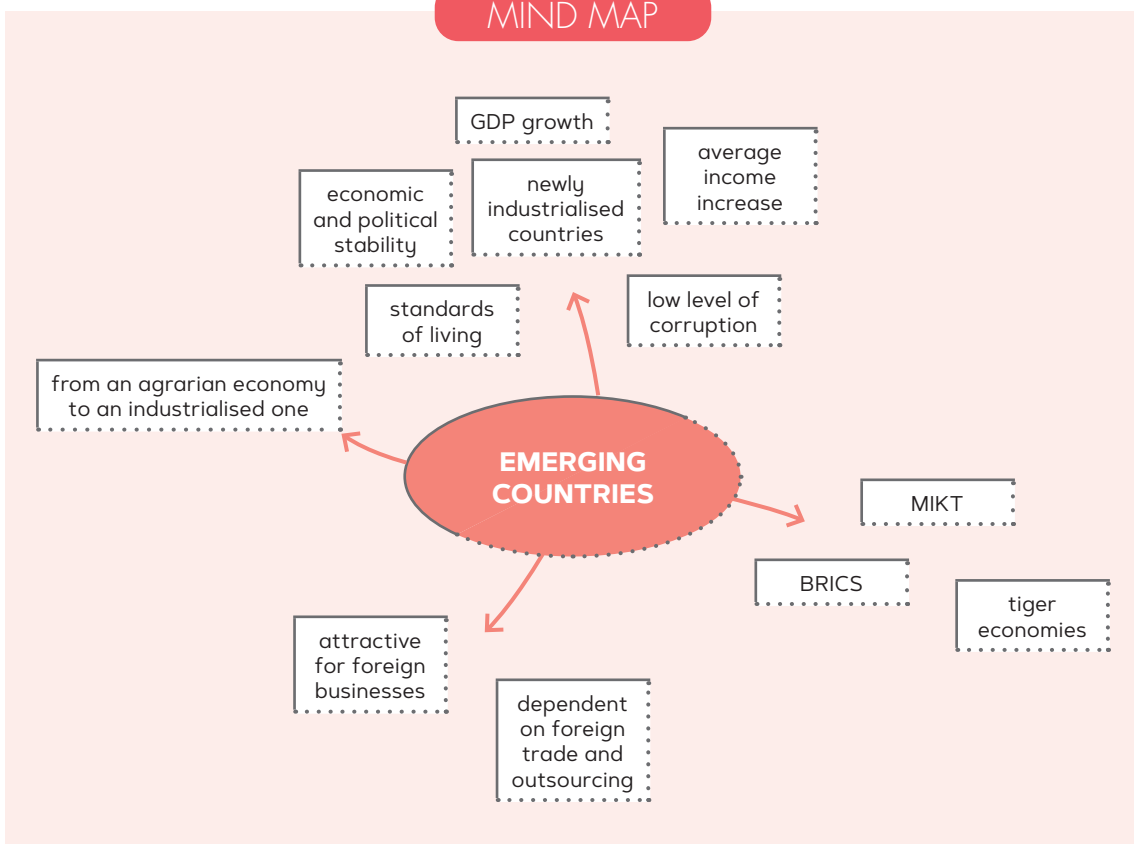 MIND MAP
GDP growth
average
income
increase
newly
industrialised
countries
economic
and political
stability
low level of
corruption
standards
of living
from an agrarian economy
to an industrialised one
EMERGING
COUNTRIES
MIKT
BRICS
tiger
economies
attractive
for foreign
businesses
dependent
on foreign
trade and
outsourcing